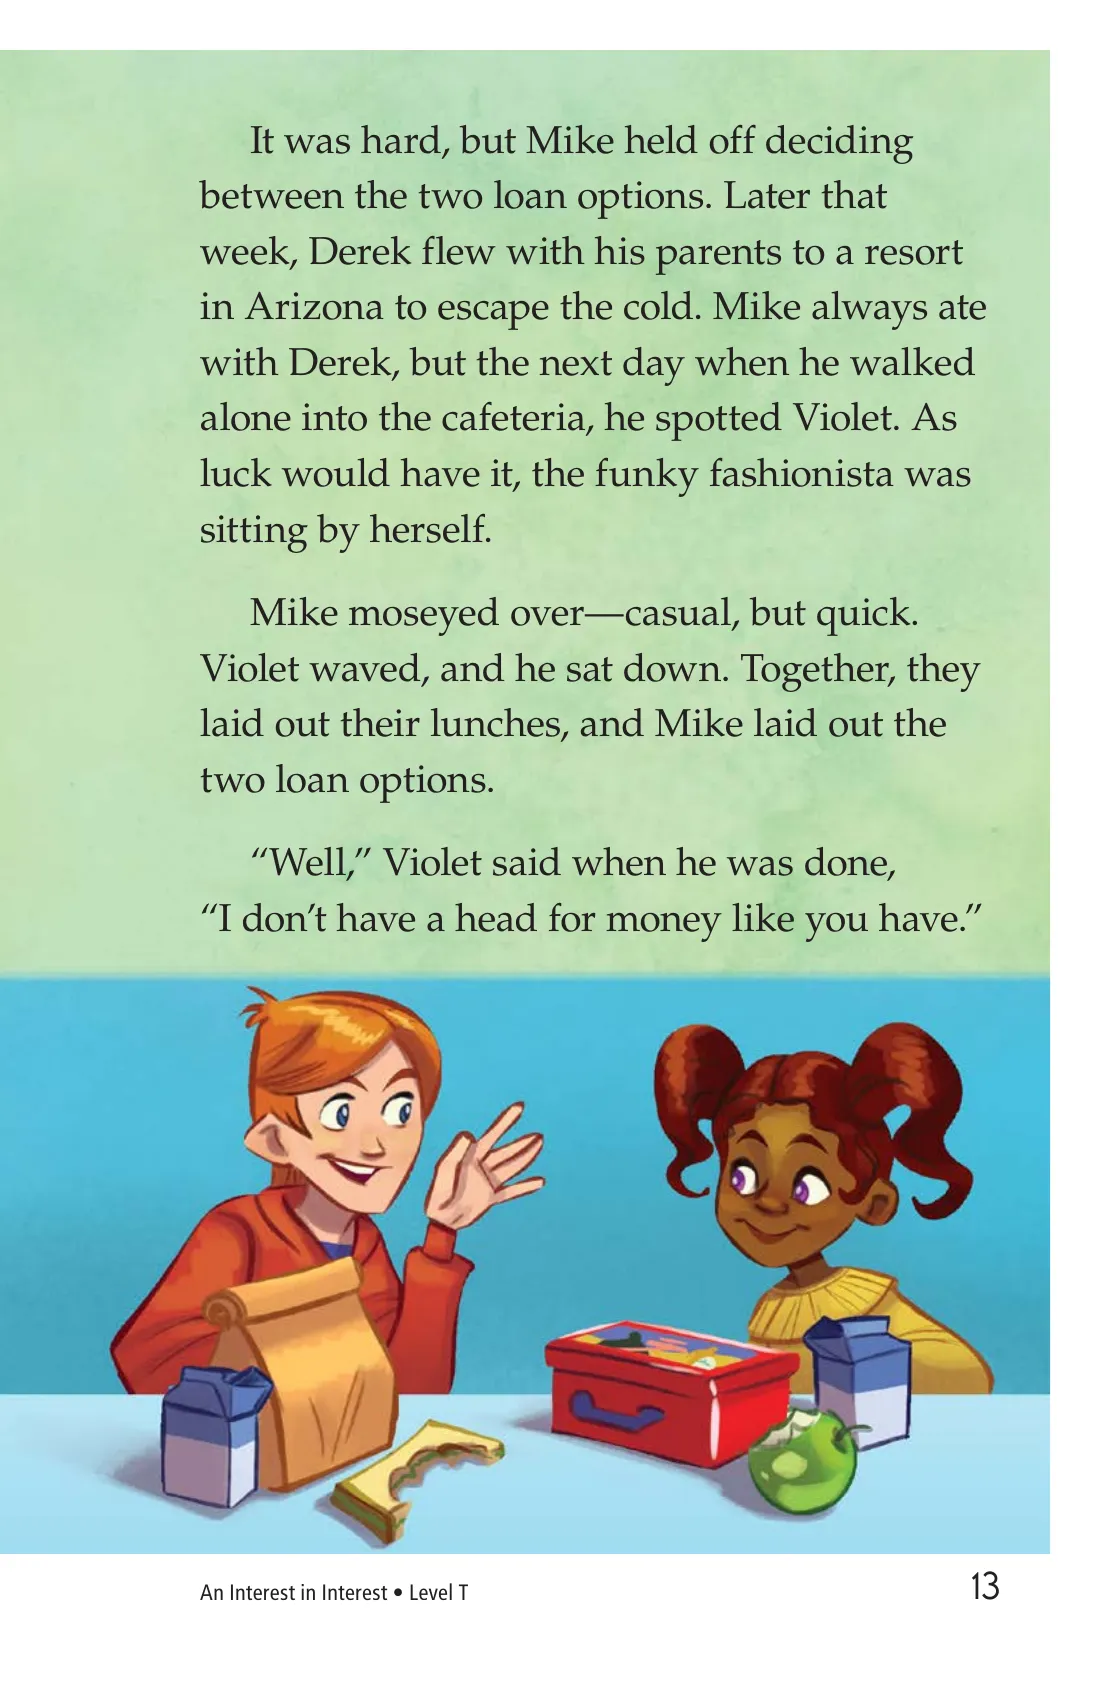 It was hard, but Mike held off deciding
between the two loan options. Later that
week, Derek flew with his parents to a resort
in Arizona to escape the cold. Mike always ate
with Derek, but the next day when he walked
alone into the cafeteria, he spotted Violet. As
luck would have it, the funky fashionista was
sitting by herself.
Mike moseyed over—casual, but quick.
Violet waved, and he sat down. Together, they
laid out their lunches, and Mike laid out the
two loan options.
“Well,” Violet said when he was done,
“I don’t have a head for money like you have.”
An Interest in Interest • Level T
13